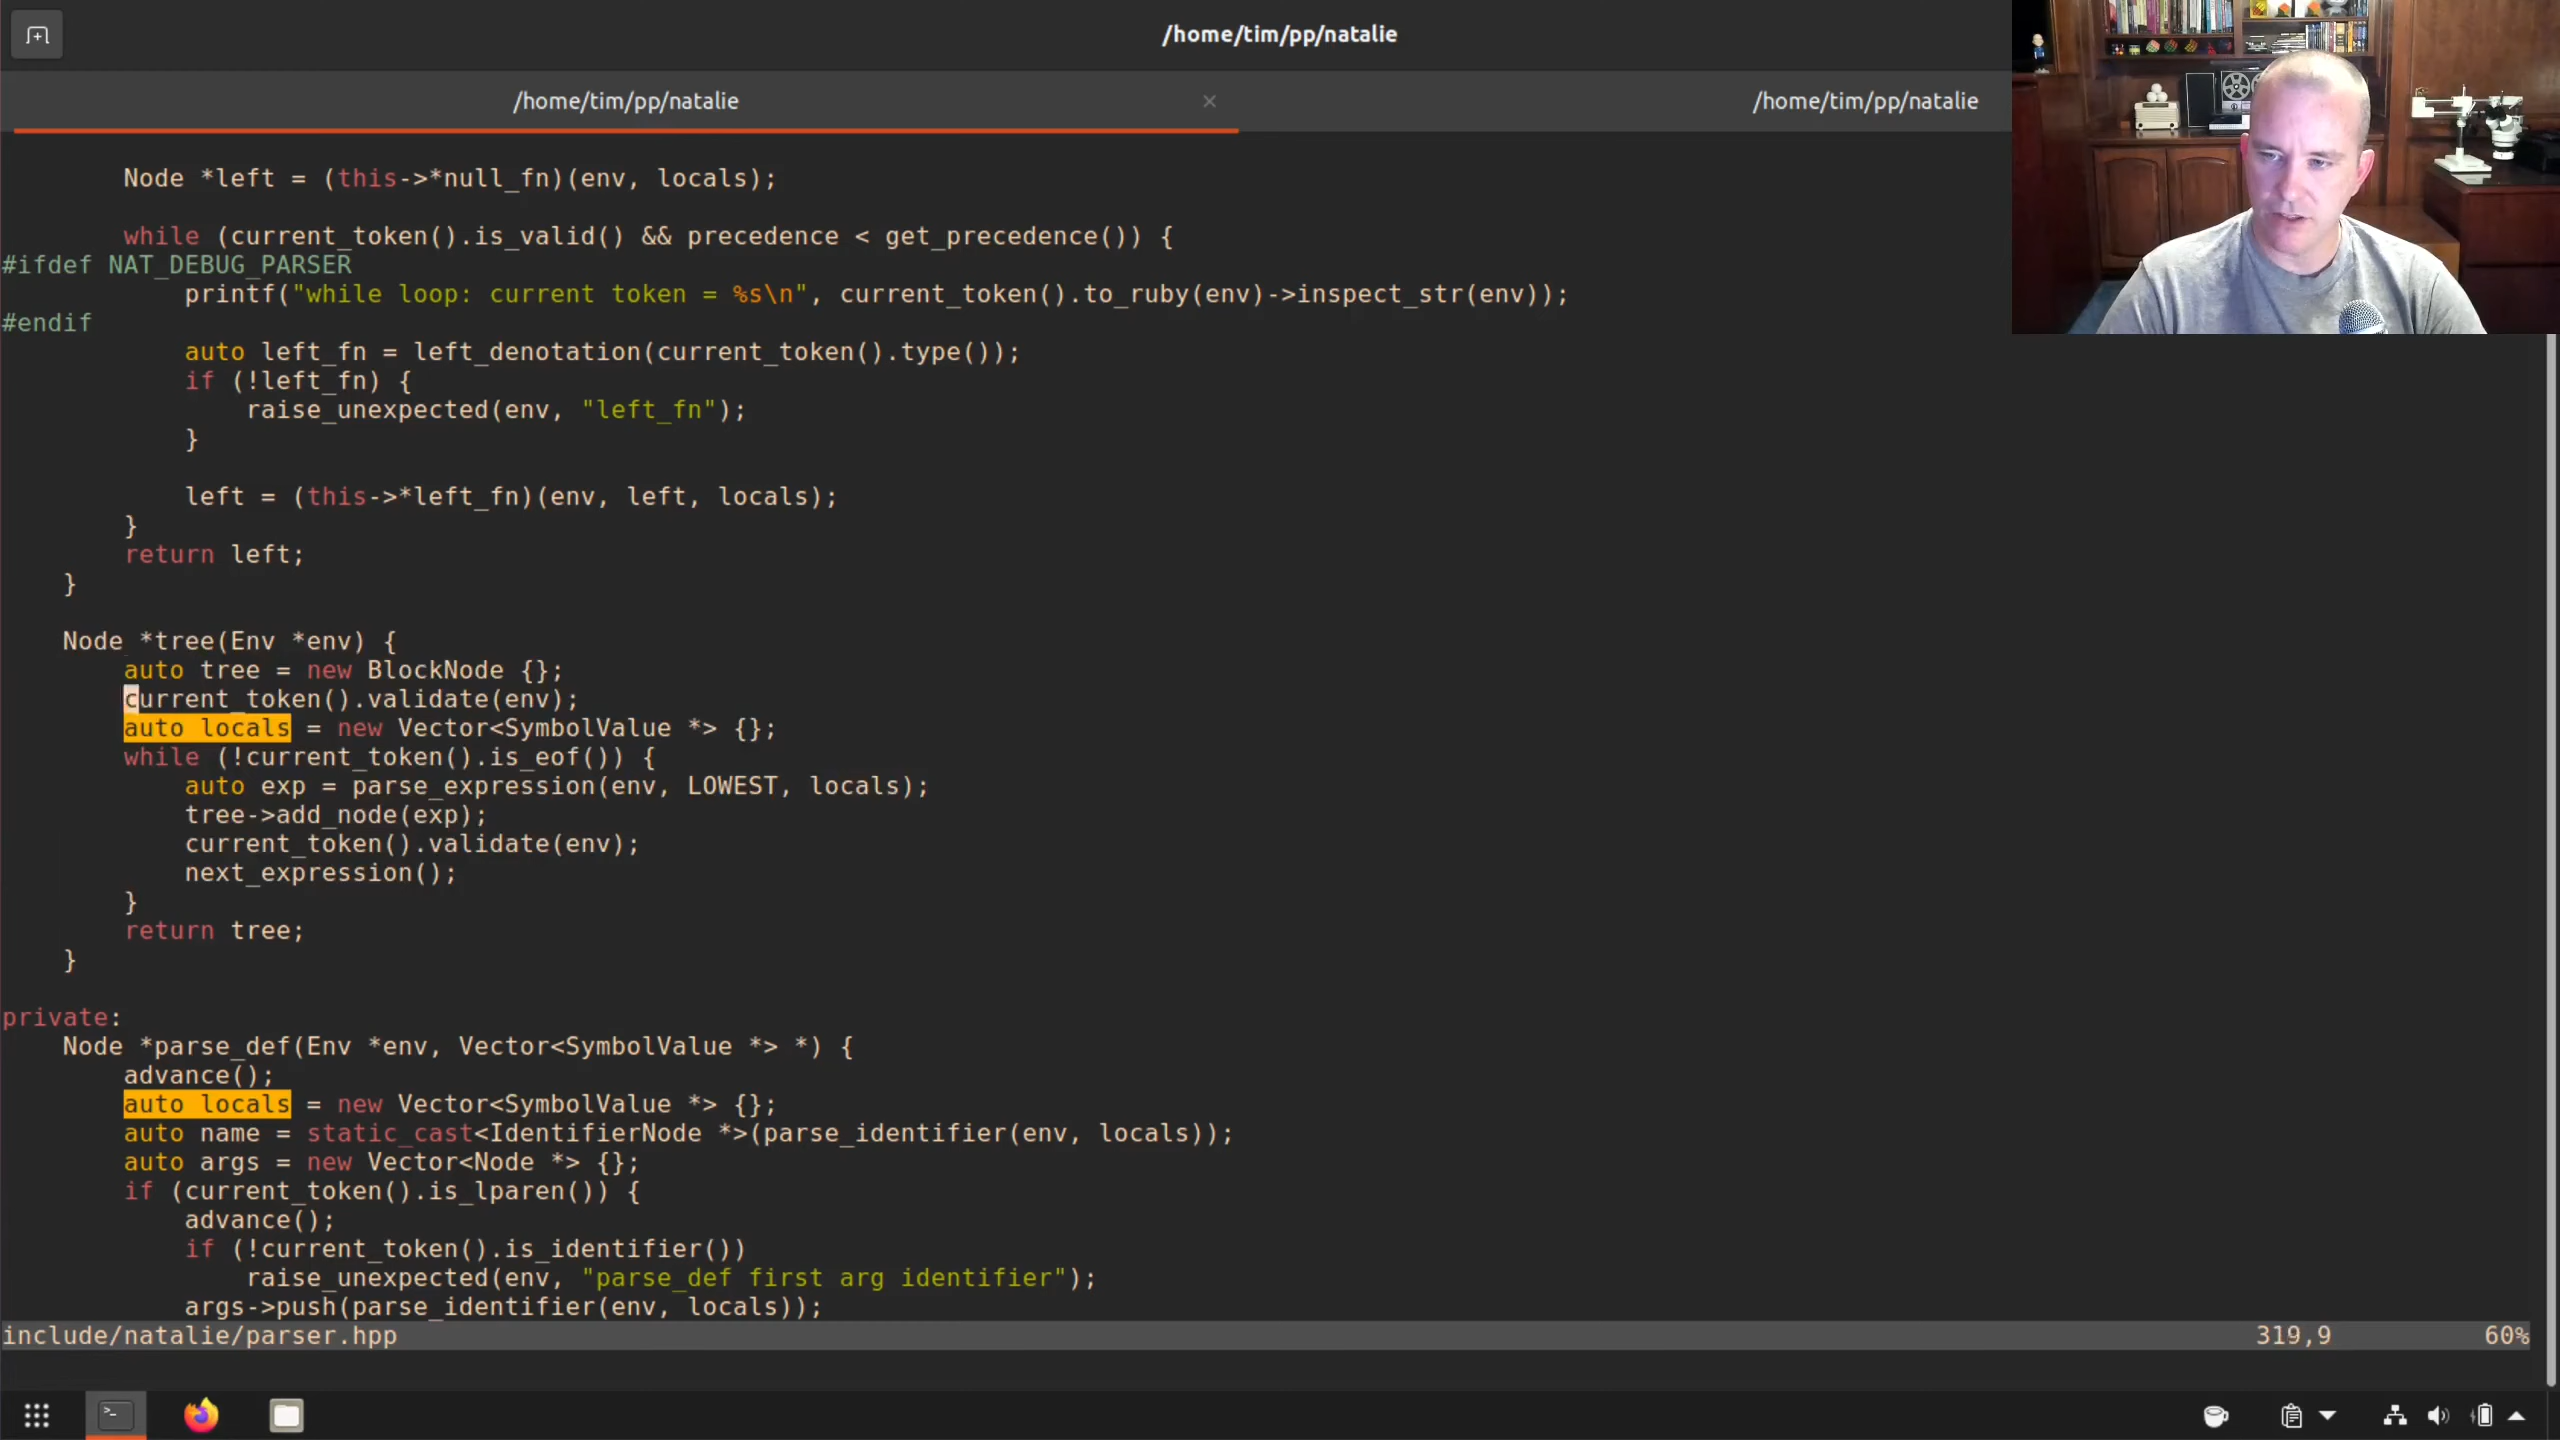 /home/tim/pp/natalie
/home/tim/pp/natalie
/home/tim/pp/natalie
        Node *left = (this->*null_fn)(env, locals);
        while (current_token().is_valid() && precedence < get_precedence()) {
#ifdef NAT_DEBUG_PARSER
            printf("while loop: current token = %s\n", current_token().to_ruby(env)->inspect_str(env));
#endif
            auto left_fn = left_denotation(current_token().type());
            if (!left_fn) {
                raise_unexpected(env, "left_fn");
            }
            left = (this->*left_fn)(env, left, locals);
        }
        return left;
    }
    Node *tree(Env *env) {
        auto tree = new BlockNode {};
        current_token().validate(env);
        auto locals = new Vector<SymbolValue *> {};
        while (!current_token().is_eof()) {
            auto exp = parse_expression(env, LOWEST, locals);
            tree->add_node(exp);
            current_token().validate(env);
            next_expression();
        }
        return tree;
    }
private:
    Node *parse_def(Env *env, Vector<SymbolValue *> *) {
        advance();
        auto locals = new Vector<SymbolValue *> {};
        auto name = static_cast<IdentifierNode *>(parse_identifier(env, locals));
        auto args = new Vector<Node *> {};
        if (current_token().is_lparen()) {
            advance();
            if (!current_token().is_identifier())
                raise_unexpected(env, "parse_def first arg identifier");
            args->push(parse_identifier(env, locals));
include/natalie/parser.hpp 319,9 60%